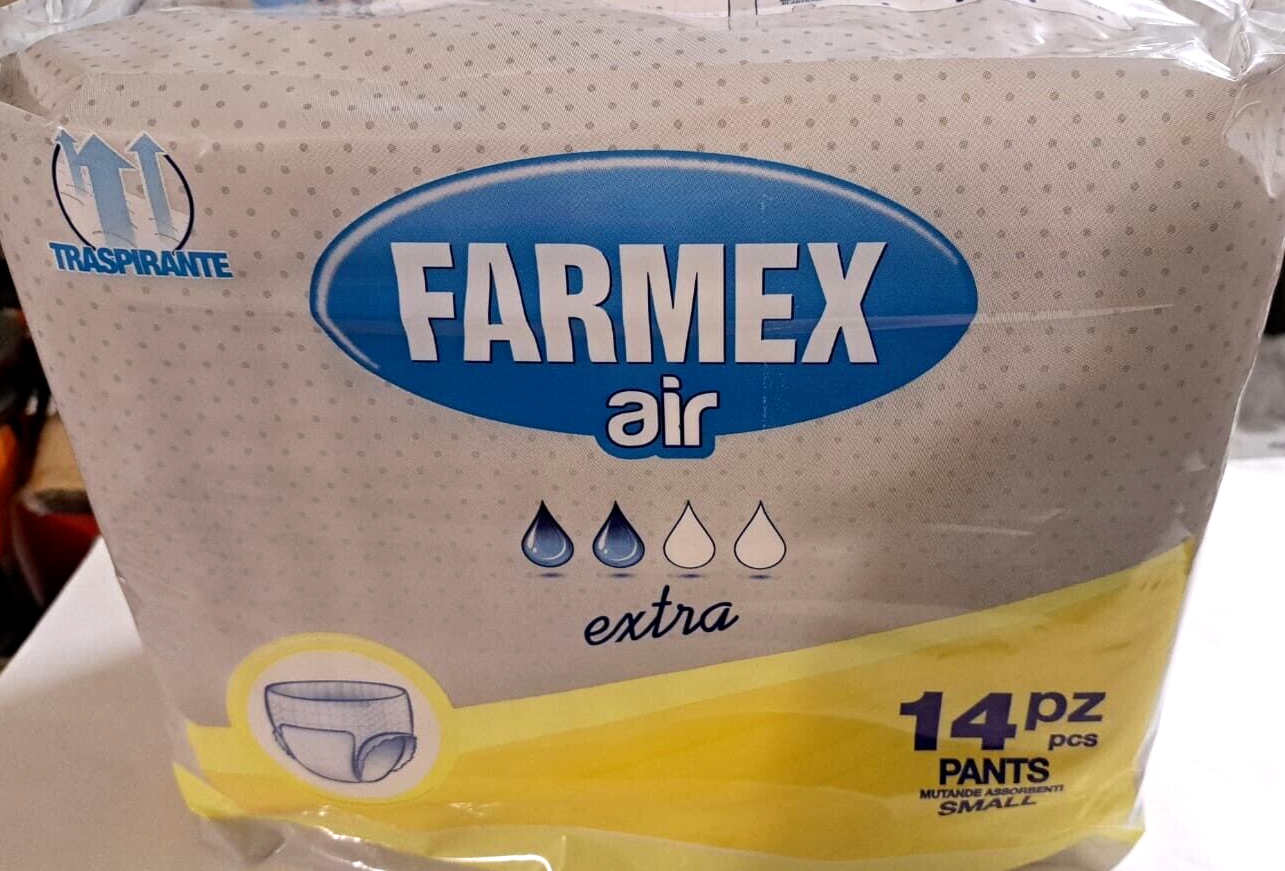 TRASPIRANTE
FARMEX
air
extra
14 pz
pcs
PANTS
MUTANDE ASSORBENTI
SMALL